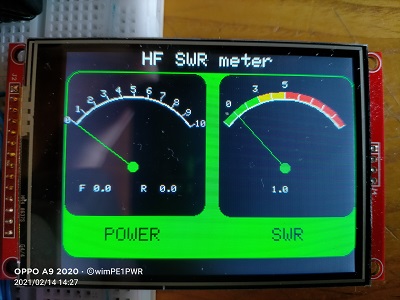 HF SWR meter
0 1 2 3 4 5 6 7 8 9 10
0 3 5
F 0.0 R 0.0
1.0
POWER SWR
OPPO A9 2020 · ©wimPE1PWR
2021/02/14 14:27